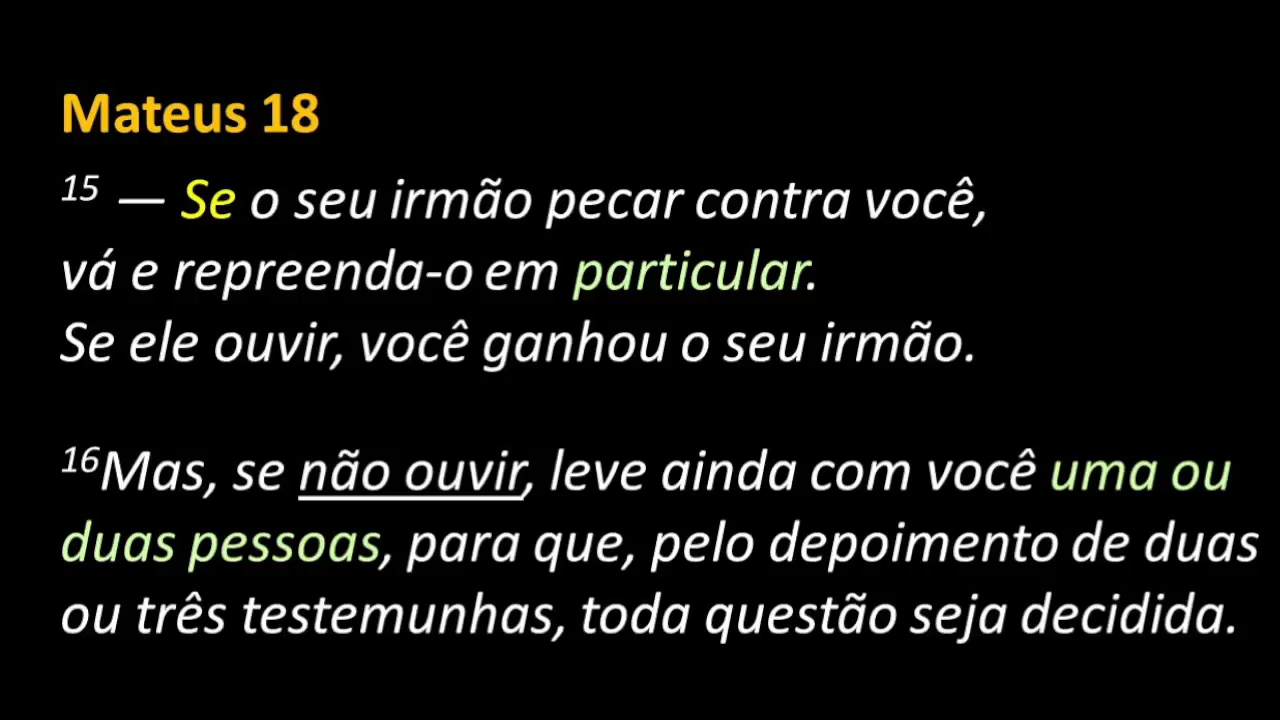 Mateus 18
15 — Se o seu irmão pecar contra você,
vá e repreenda-o em particular.
Se ele ouvir, você ganhou o seu irmão.
16Mas, se não ouvir, leve ainda com você uma ou
duas pessoas, para que, pelo depoimento de duas
ou três testemunhas, toda questão seja decidida.